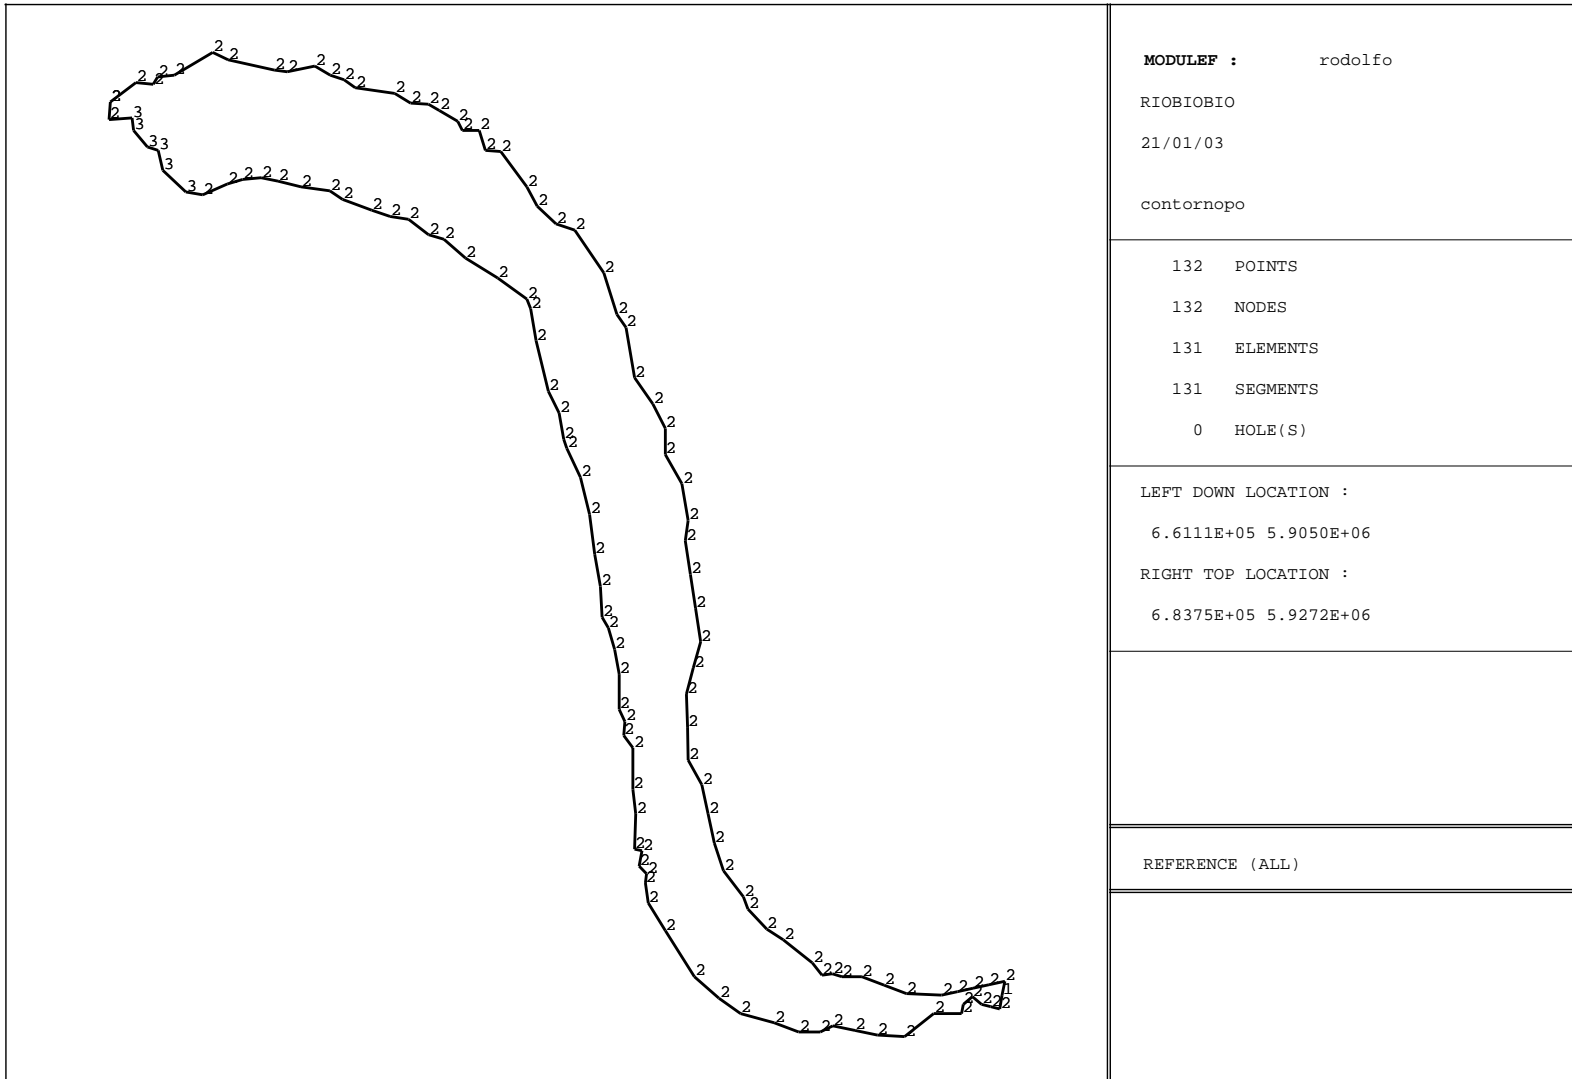 MODULEF : rodolfo
RIOBIOBIO
21/01/03
contornopo
132 POINTS
132 NODES
131 ELEMENTS
131 SEGMENTS
0 HOLE(S)
LEFT DOWN LOCATION :
6.6111E+05 5.9050E+06
RIGHT TOP LOCATION :
6.8375E+05 5.9272E+06
REFERENCE (ALL)